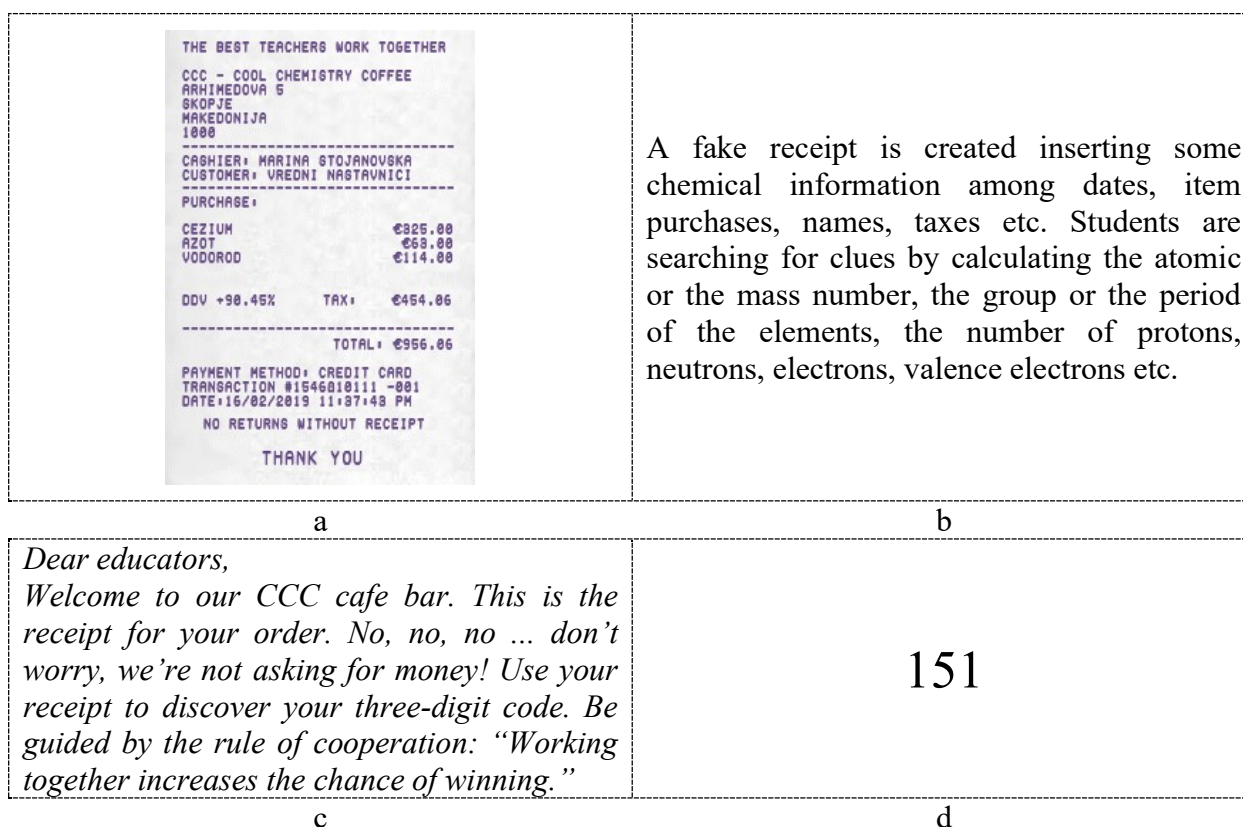 THE BEST TEACHERS WORK TOGETHER
CCC - COOL CHEMISTRY COFFEE
ARHIMEDOVA 5
SKOPJE
MAKEDONIJA
1000
CASHIER: MARINA STOJANOVSKA
CUSTOMER: VREDNI NASTAVNICI
PURCHASE:
CEZIUM €325.00
AZOT €63.00
VODOROD €114.00
DDV +90.45% TAX: €454.06
TOTAL: €956.06
PAYMENT METHOD: CREDIT CARD
TRANSACTION #1546810111 -001
DATE:16/02/2019 11:37:43 PM
NO RETURNS WITHOUT RECEIPT
THANK YOU
a
A fake receipt is created inserting some
chemical information among dates, item
purchases, names, taxes etc. Students are
searching for clues by calculating the atomic
or the mass number, the group or the period
of the elements, the number of protons,
neutrons, electrons, valence electrons etc.
b
Dear educators,
Welcome to our CCC cafe bar. This is the
receipt for your order. No, no, no ... don't
worry, we're not asking for money! Use your
receipt to discover your three-digit code. Be
guided by the rule of cooperation: “Working
together increases the chance of winning.”
c
151
d